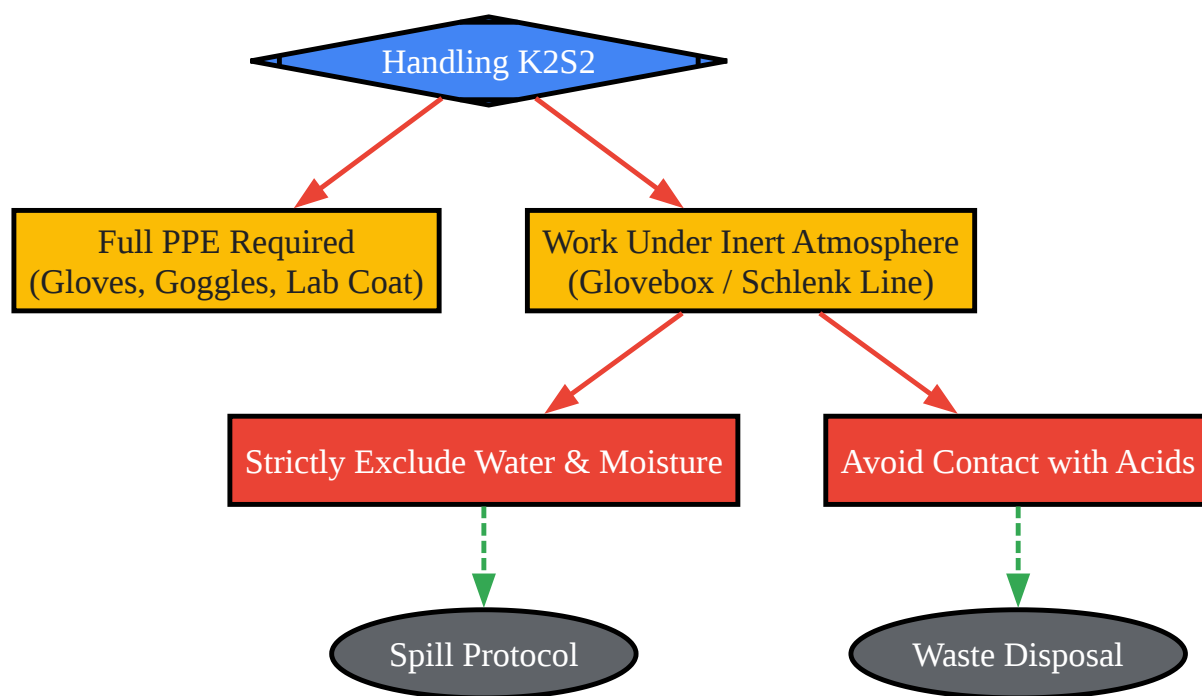 Handling K2S2
Full PPE Required
(Gloves, Goggles, Lab Coat)
Work Under Inert Atmosphere
(Glovebox / Schlenk Line)
Strictly Exclude Water & Moisture
Avoid Contact with Acids
Spill Protocol
Waste Disposal